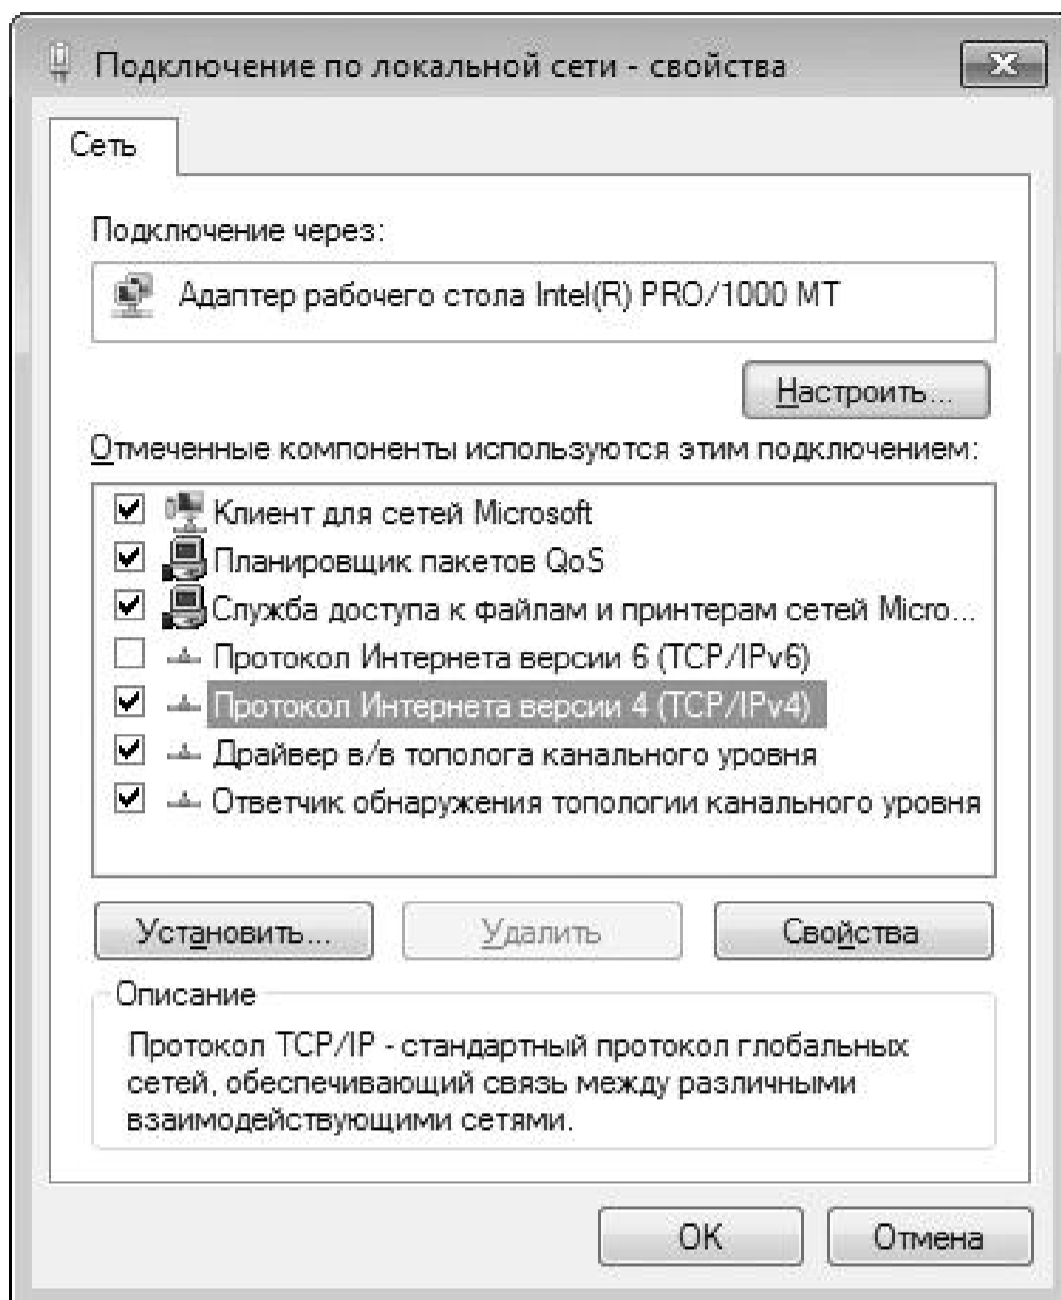 Подключение по локальной сети - свойства
Сеть
Подключение через:
Адаптер рабочего стола Intel(R) PRO/1000 MT
Настроить...
Отмеченные компоненты используются этим подключением:
Клиент для сетей Microsoft
Планировщик пакетов QoS
Служба доступа к файлам и принтерам сетей Micro...
Протокол Интернета версии 6 (TCP/IPv6)
Протокол Интернета версии 4 (TCP/IPv4)
Драйвер в/в тополога канального уровня
Ответчик обнаружения топологии канального уровня
Установить... Удалить Свойства
Описание
Протокол TCP/IP - стандартный протокол глобальных
сетей, обеспечивающий связь между различными
взаимодействующими сетями.
OK Отмена